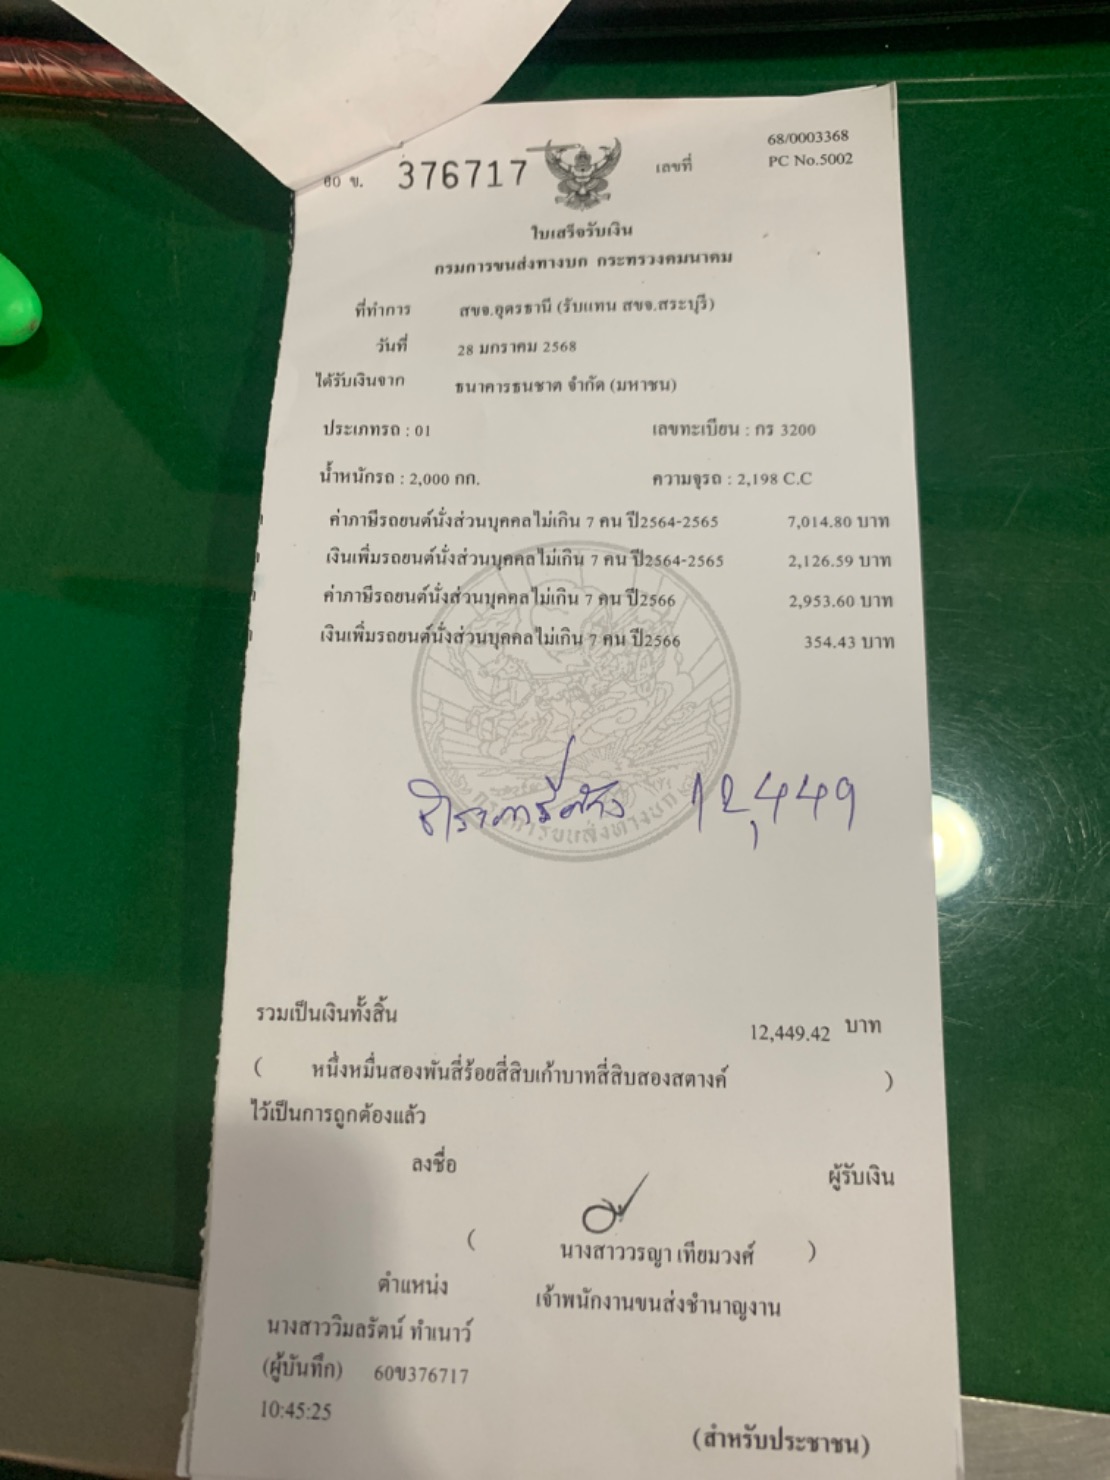 60 ข. 376717 เลขที่ 68/0003368
PC No.5002
ใบเสร็จรับเงิน
กรมการขนส่งทางบก กระทรวงคมนาคม
ที่ทำการ สขจ.อุดรธานี (รับแทน สขจ.สระบุรี)
วันที่ 28 มกราคม 2568
ได้รับเงินจาก ธนาคารธนชาต จำกัด (มหาชน)
ประเภทรถ : 01 เลขทะเบียน : กร 3200
น้ำหนักรถ : 2,000 กก. ความจุรถ : 2,198 C.C
ค่าภาษีรถยนต์นั่งส่วนบุคคลไม่เกิน 7 คน ปี2564-2565 7,014.80 บาท
เงินเพิ่มรถยนต์นั่งส่วนบุคคลไม่เกิน 7 คน ปี2564-2565 2,126.59 บาท
ค่าภาษีรถยนต์นั่งส่วนบุคคลไม่เกิน 7 คน ปี2566 2,953.60 บาท
เงินเพิ่มรถยนต์นั่งส่วนบุคคลไม่เกิน 7 คน ปี2566 354.43 บาท
12,449
กรมการขนส่งทางบก
รวมเป็นเงินทั้งสิ้น 12,449.42 บาท
( หนึ่งหมื่นสองพันสี่ร้อยสี่สิบเก้าบาทสี่สิบสองสตางค์ )
ไว้เป็นการถูกต้องแล้ว
ลงชื่อ ผู้รับเงิน
( นางสาววรญา เทียมวงศ์ )
ตำแหน่ง เจ้าพนักงานขนส่งชำนาญงาน
นางสาววิมลรัตน์ ทำเนาว์
(ผู้บันทึก) 60ข376717
10:45:25
(สำหรับประชาชน)